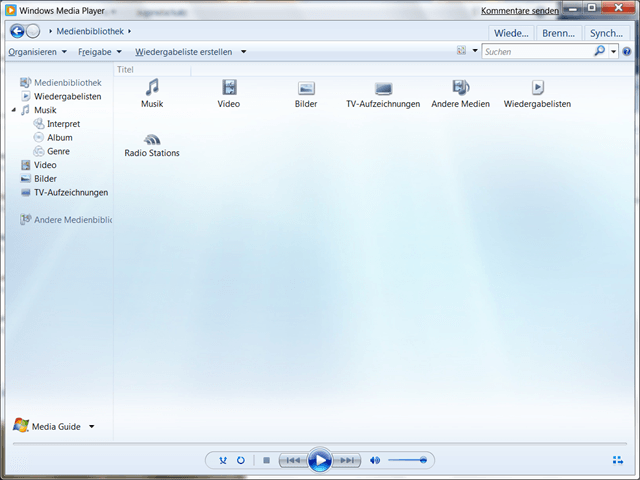 Windows Media Player
Kommentare senden
Medienbibliothek
Wiede...
Brenn...
Synch...
Organisieren
Freigabe
Wiedergabeliste erstellen
Suchen
Titel
Medienbibliothek
Wiedergabelisten
Musik
Interpret
Album
Genre
Video
Bilder
TV-Aufzeichnungen
Andere Medienbiblic
Musik
Video
Bilder
TV-Aufzeichnungen
Andere Medien
Wiedergabelisten
Radio Stations
Media Guide